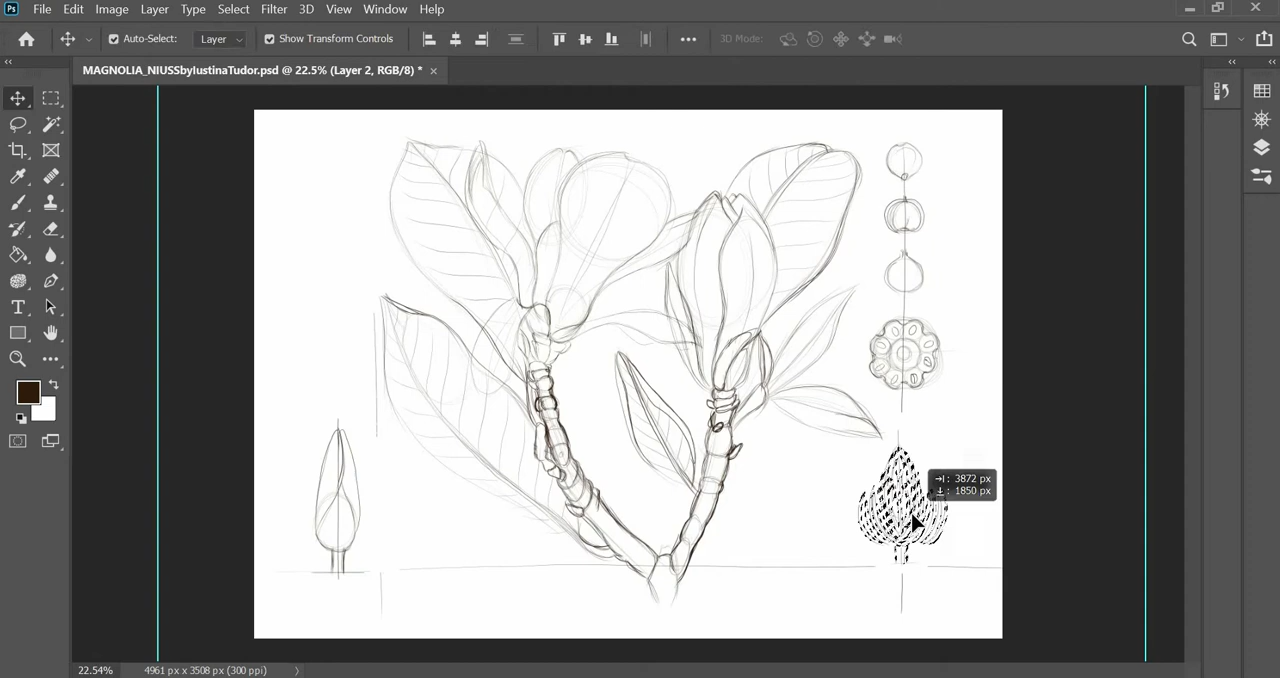 Ps File Edit Image Layer Type Select Filter 3D View Window Help
Auto-Select: Layer Show Transform Controls 3D Mode:
MAGNOLIA_NIUSSbyIustinaTudor.psd @ 22.5% (Layer 2, RGB/8) *
: 3872 px
: 1850 px
22.54% 4961 px x 3508 px (300 ppi)